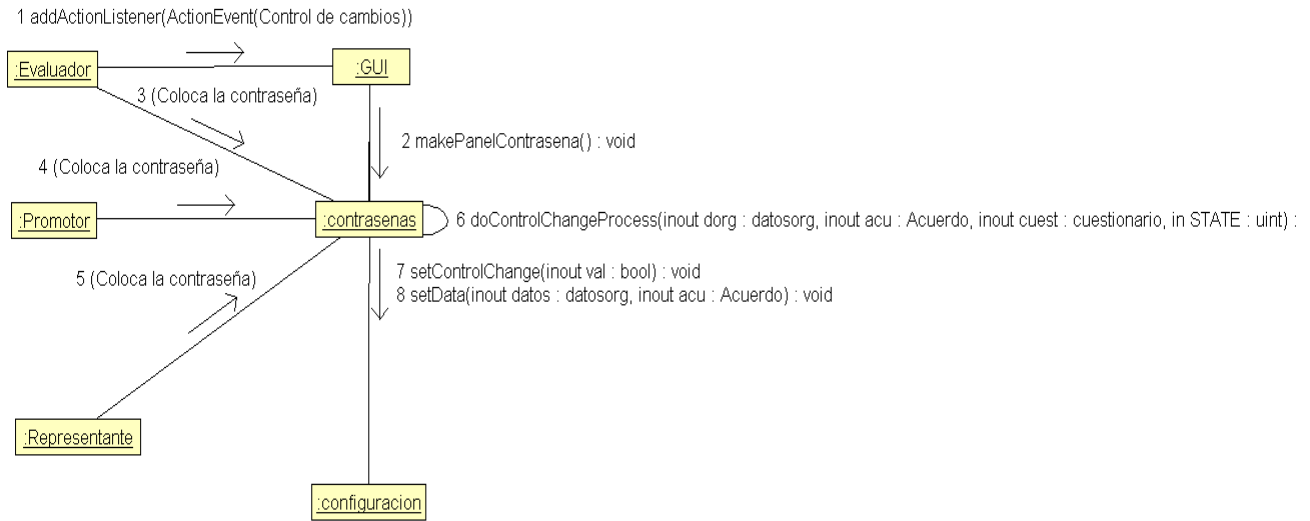 1 addActionListener(ActionEvent(Control de cambios))
:Evaluador
:GUI
3 (Coloca la contraseña)
2 makePanelContrasena() : void
4 (Coloca la contraseña)
:Promotor
:contrasenas
6 doControlChangeProcess(inout dorg : datosorg, inout acu : Acuerdo, inout cuest : cuestionario, in STATE : uint) :
5 (Coloca la contraseña)
7 setControlChange(inout val : bool) : void
8 setData(inout datos : datosorg, inout acu : Acuerdo) : void
:Representante
:configuracion